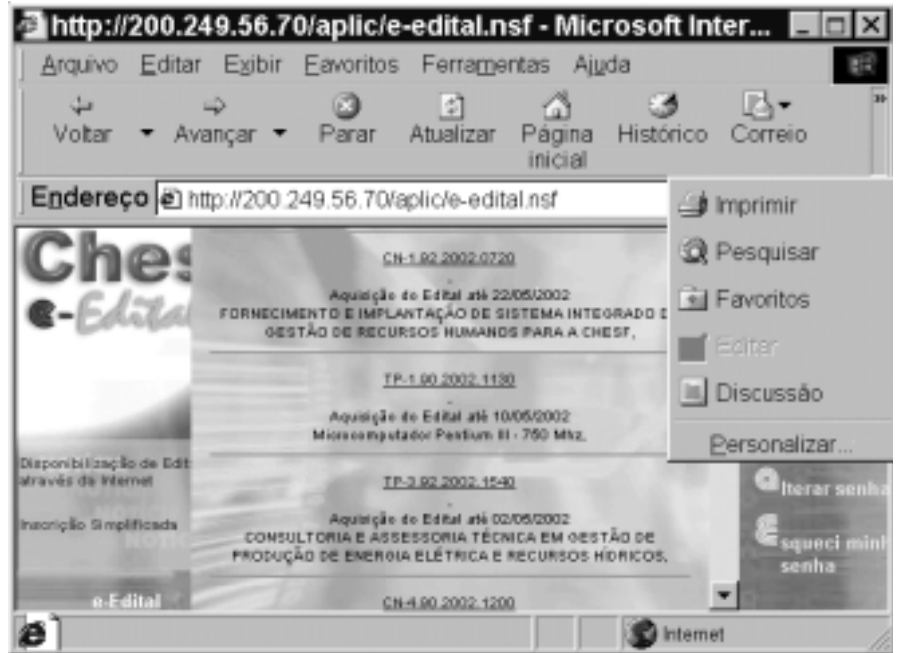 http://200.249.56.70/aplic/e-edital.nsf - Microsoft Inter...
Arquivo Editar Exibir Favoritos Ferramentas Ajuda
Voltar Avançar Parar Atualizar Página inicial Histórico Correio »
Endereço http://200.249.56.70/aplic/e-edital.nsf
Imprimir
Pesquisar
Favoritos
Editar
Discussão
Personalizar...
Ches
e-Edital
Disponibilização de Edit
através da Internet
Inscrição Simplificada
e-Edital
CN-1.92.2002.0720
-
Aquisição do Edital até 22/05/2002
FORNECIMENTO E IMPLANTAÇÃO DE SISTEMA INTEGRADO D
GESTÃO DE RECURSOS HUMANOS PARA A CHESF.
TP-1.90.2002.1130
-
Aquisição do Edital até 10/05/2002
Microcomputador Pentium III - 750 Mhz.
TP-3.92.2002.1540
-
Aquisição do Edital até 02/05/2002
CONSULTORIA E ASSESSORIA TÉCNICA EM GESTÃO DE
PRODUÇÃO DE ENERGIA ELÉTRICA E RECURSOS HÍDRICOS.
CN-4.90.2002.1200
lterar senha
squeci minh
senha
Internet